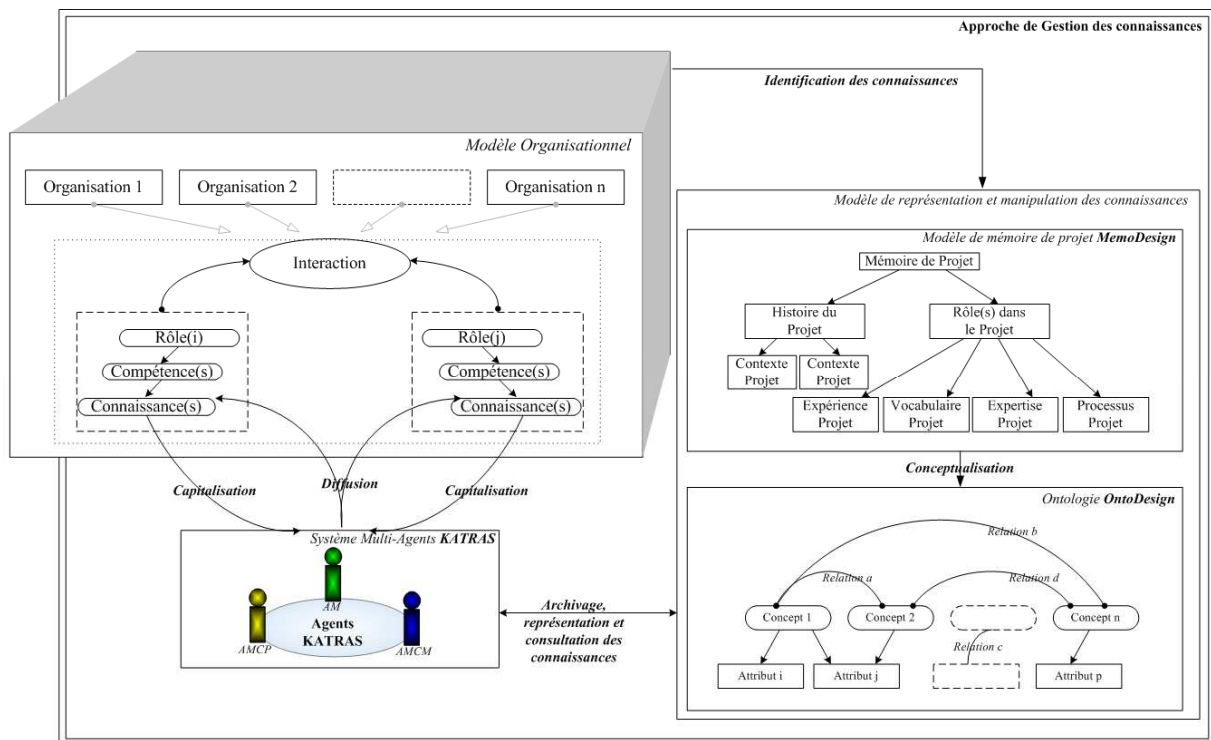 Approche de Gestion des connaissances
Identification des connaissances
Modèle Organisationnel
Organisation 1
Organisation 2
Organisation n
Interaction
Rôle(i)
Compétence(s)
Connaissance(s)
Rôle(j)
Compétence(s)
Connaissance(s)
Capitalisation
Diffusion
Capitalisation
Système Multi-Agents KATRAS
AM
Agents
KATRAS
AMCP
AMCM
Archivage,
représentation et
consultation des
connaissances
Modèle de représentation et manipulation des connaissances
Modèle de mémoire de projet MemoDesign
Mémoire de Projet
Histoire du
Projet
Rôle(s) dans
le Projet
Contexte
Projet
Contexte
Projet
Expérience
Projet
Vocabulaire
Projet
Expertise
Projet
Processus
Projet
Conceptualisation
Ontologie OntoDesign
Relation b
Relation a
Relation d
Concept 1
Concept 2
Concept n
Relation c
Attribut i
Attribut j
Attribut p